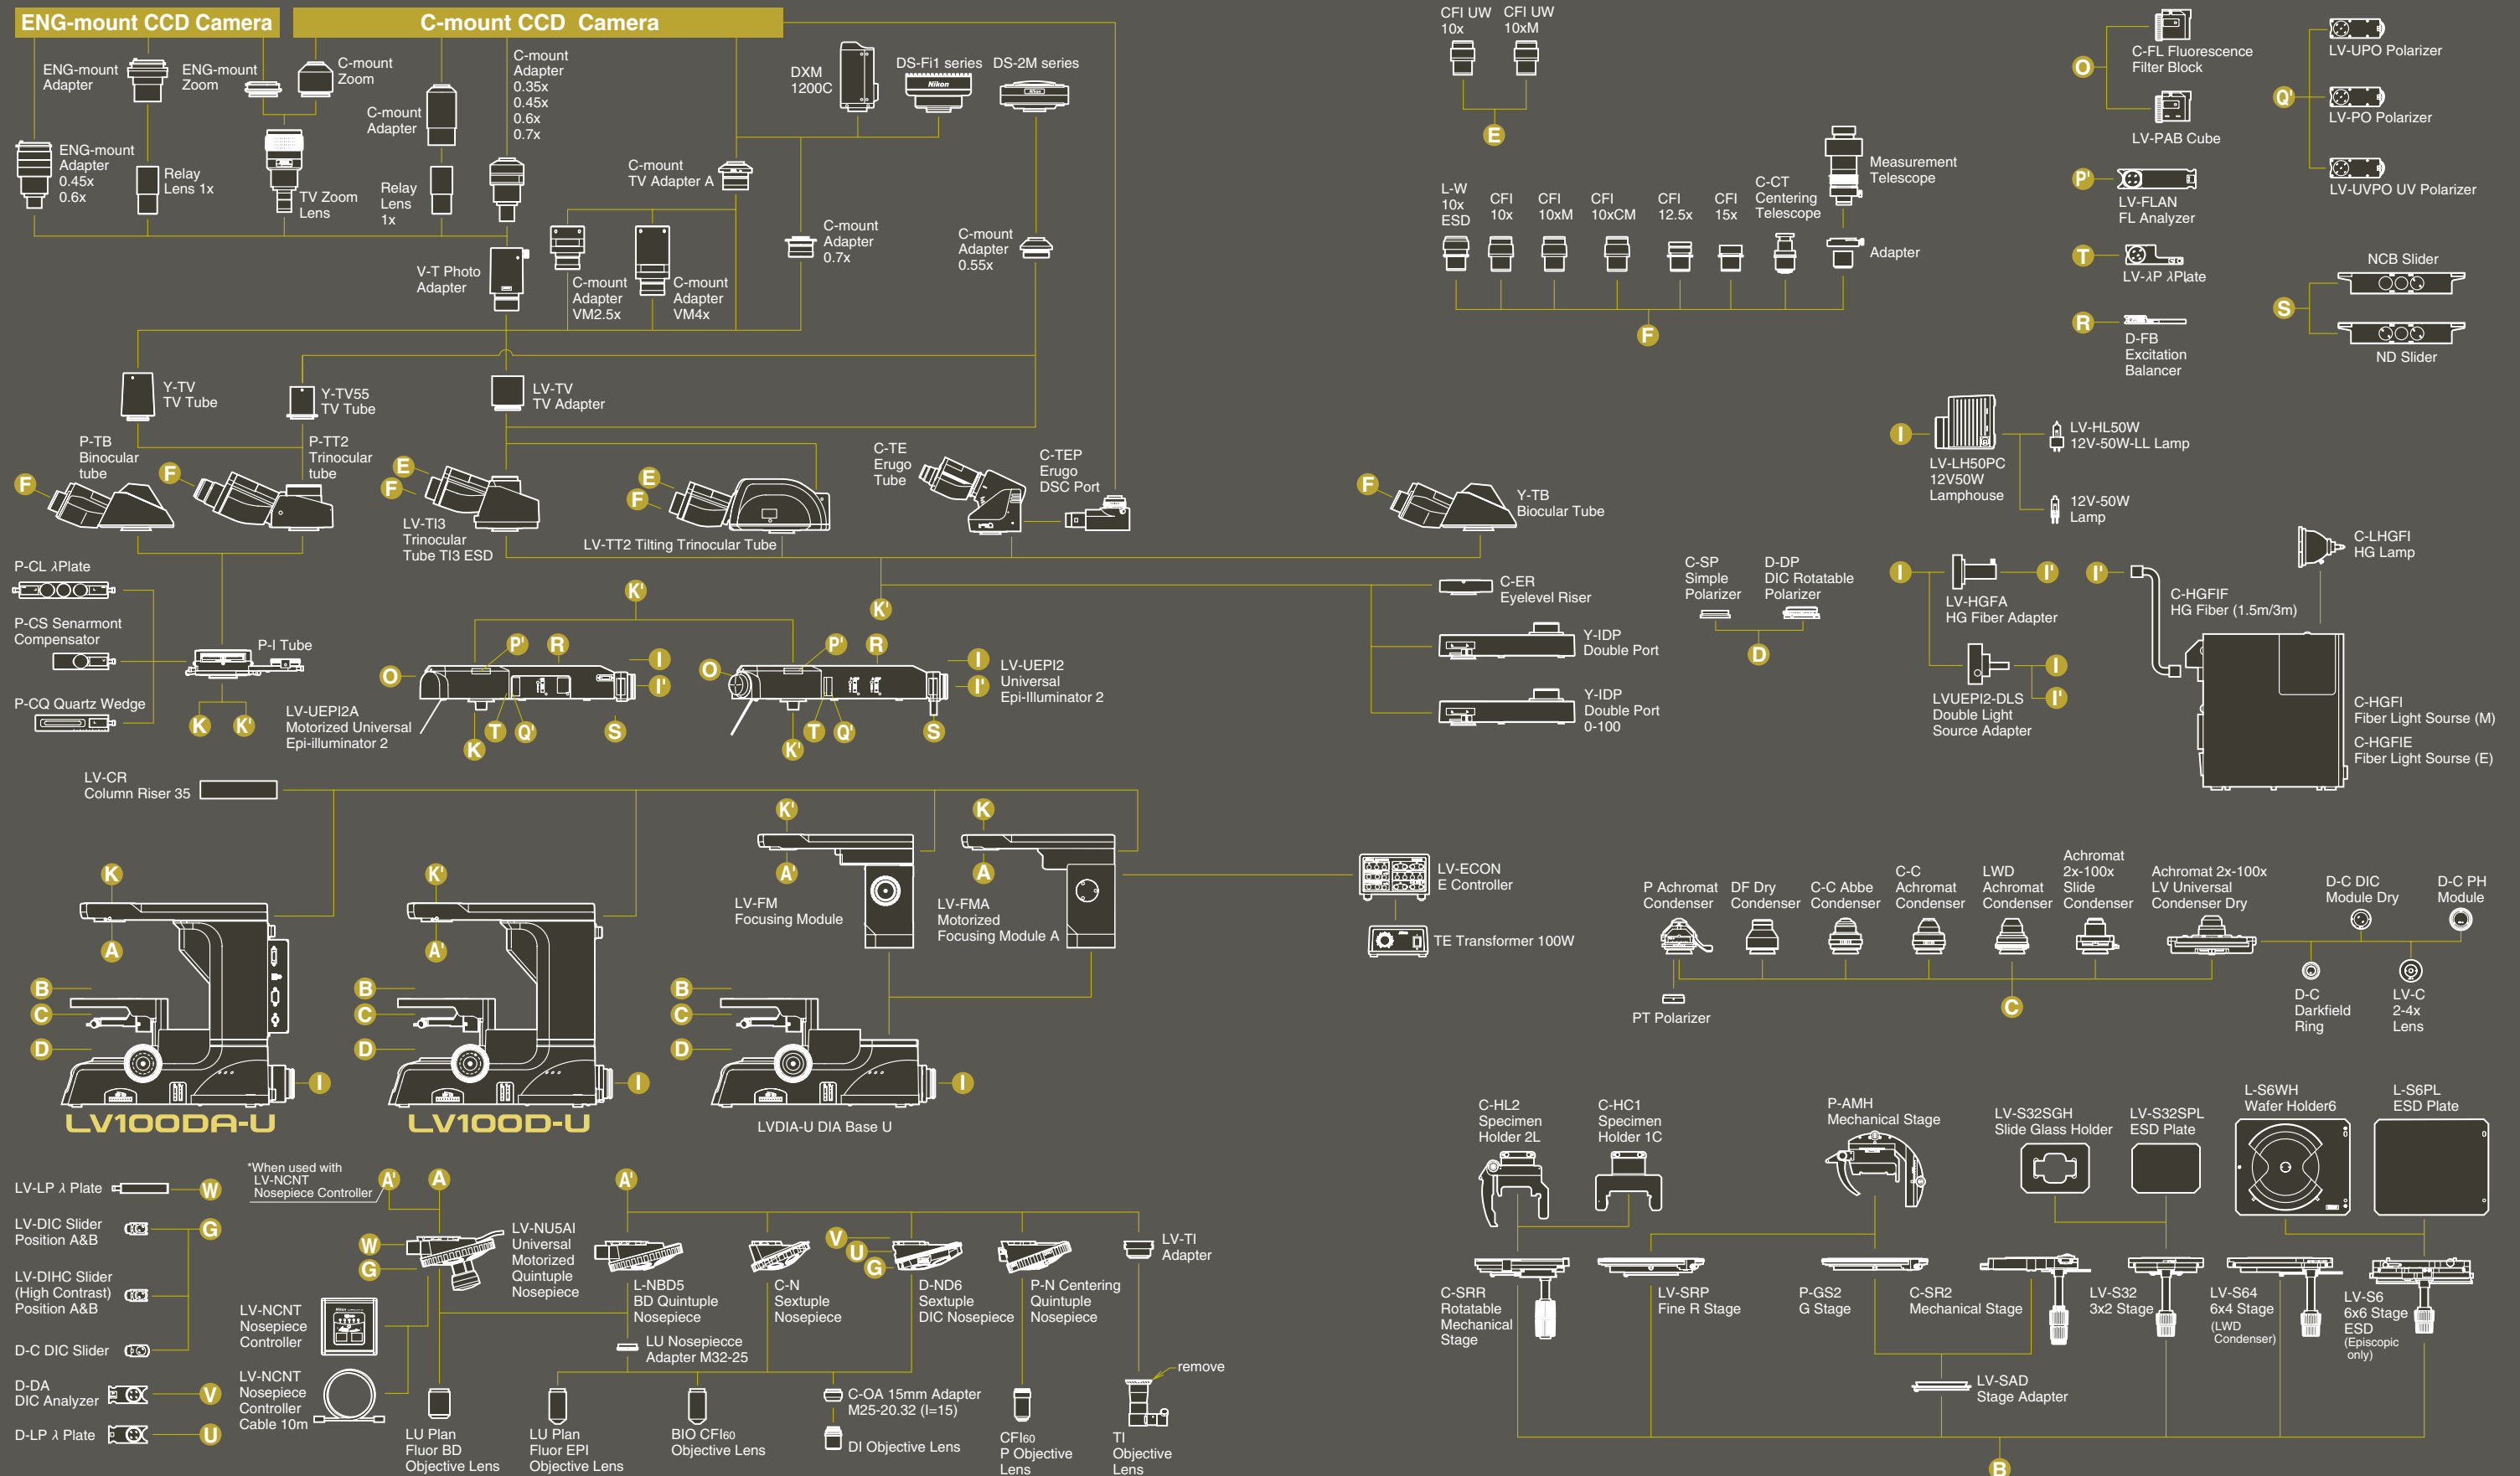 ENG-mount CCD Camera
C-mount CCD Camera
ENG-mount
Adapter
ENG-mount
Zoom
C-mount
Zoom
C-mount
Adapter
0.35x
0.45x
0.6x
0.7x
C-mount
Adapter
DXM
1200C
DS-Fi1 series
Nikon
DS-2M series
Nikon
ENG-mount
Adapter
0.45x
0.6x
Relay
Lens 1x
TV Zoom
Lens
Relay
Lens
1x
C-mount
TV Adapter A
V-T Photo
Adapter
C-mount
Adapter
VM2.5x
C-mount
Adapter
VM4x
C-mount
Adapter
0.7x
C-mount
Adapter
0.55x
Y-TV
TV Tube
Y-TV55
TV Tube
LV-TV
TV Adapter
P-TB
Binocular
tube
P-TT2
Trinocular
tube
F
F
E
F
LV-TI3
Trinocular
Tube TI3 ESD
E
F
LV-TT2 Tilting Trinocular Tube
C-TE
Erugo
Tube
C-TEP
Erugo
DSC Port
F
Y-TB
Biocular Tube
CFI UW
10x
CFI UW
10xM
E
L-W
10x
ESD
CFI
10x
CFI
10xM
CFI
10xCM
CFI
12.5x
CFI
15x
C-CT
Centering
Telescope
Measurement
Telescope
Adapter
F
O
C-FL Fluorescence
Filter Block
LV-PAB Cube
Q'
LV-UPO Polarizer
LV-PO Polarizer
LV-UVPO UV Polarizer
P'
LV-FLAN
FL Analyzer
T
LV-λP λPlate
R
D-FB
Excitation
Balancer
S
NCB Slider
ND Slider
I
LV-LH50PC
12V50W
Lamphouse
LV-HL50W
12V-50W-LL Lamp
12V-50W
Lamp
C-LHGFI
HG Lamp
I
LV-HGFA
HG Fiber Adapter
I'
I'
C-HGFIF
HG Fiber (1.5m/3m)
LVUEPI2-DLS
Double Light
Source Adapter
I
I'
C-HGFI
Fiber Light Sourse (M)
C-HGFIE
Fiber Light Sourse (E)
P-CL λPlate
P-CS Senarmont
Compensator
P-CQ Quartz Wedge
P-I Tube
K
K'
K'
K'
LV-UEPI2A
Motorized Universal
Epi-illuminator 2
O
P'
R
I
I'
K
T
Q'
S
O
P'
R
I
I'
K'
T
Q'
S
LV-UEPI2
Universal
Epi-Illuminator 2
C-ER
Eyelevel Riser
Y-IDP
Double Port
Y-IDP
Double Port
0-100
C-SP
Simple
Polarizer
D-DP
DIC Rotatable
Polarizer
D
LV-CR
Column Riser 35
K
A
B
C
D
I
LV100DA-U
K'
A'
B
C
D
I
LV100D-U
K'
A'
LV-FM
Focusing Module
K
A
LV-FMA
Motorized
Focusing Module A
B
C
D
I
LVDIA-U DIA Base U
LV-ECON
E Controller
TE Transformer 100W
P Achromat
Condenser
DF Dry
Condenser
C-C Abbe
Condenser
C-C
Achromat
Condenser
LWD
Achromat
Condenser
Achromat
2x-100x
Slide
Condenser
Achromat 2x-100x
LV Universal
Condenser Dry
D-C DIC
Module Dry
D-C PH
Module
PT Polarizer
C
D-C
Darkfield
Ring
LV-C
2-4x
Lens
LV-LP λ Plate
W
LV-DIC Slider
Position A&B
G
LV-DIHC Slider
(High Contrast)
Position A&B
D-C DIC Slider
D-DA
DIC Analyzer
V
D-LP λ Plate
U
*When used with
LV-NCNT
Nosepiece Controller
A'
A
W
G
LV-NU5AI
Universal
Motorized
Quintuple
Nosepiece
LV-NCNT
Nosepiece
Controller
LV-NCNT
Nosepiece
Controller
Cable 10m
A'
L-NBD5
BD Quintuple
Nosepiece
C-N
Sextuple
Nosepiece
V
U
G
D-ND6
Sextuple
DIC Nosepiece
P-N Centering
Quintuple
Nosepiece
LV-TI
Adapter
LU Nosepiecce
Adapter M32-25
C-OA 15mm Adapter
M25-20.32 (I=15)
remove
LU Plan
Fluor BD
Objective Lens
LU Plan
Fluor EPI
Objective Lens
BIO CFI60
Objective Lens
DI Objective Lens
CFI60
P Objective
Lens
TI
Objective
Lens
C-HL2
Specimen
Holder 2L
C-HC1
Specimen
Holder 1C
P-AMH
Mechanical Stage
LV-S32SGH
Slide Glass Holder
LV-S32SPL
ESD Plate
L-S6WH
Wafer Holder6
L-S6PL
ESD Plate
C-SRR
Rotatable
Mechanical
Stage
LV-SRP
Fine R Stage
P-GS2
G Stage
C-SR2
Mechanical Stage
LV-S32
3x2 Stage
LV-S64
6x4 Stage
(LWD
Condenser)
LV-S6
6x6 Stage
ESD
(Episcopic
only)
LV-SAD
Stage Adapter
B